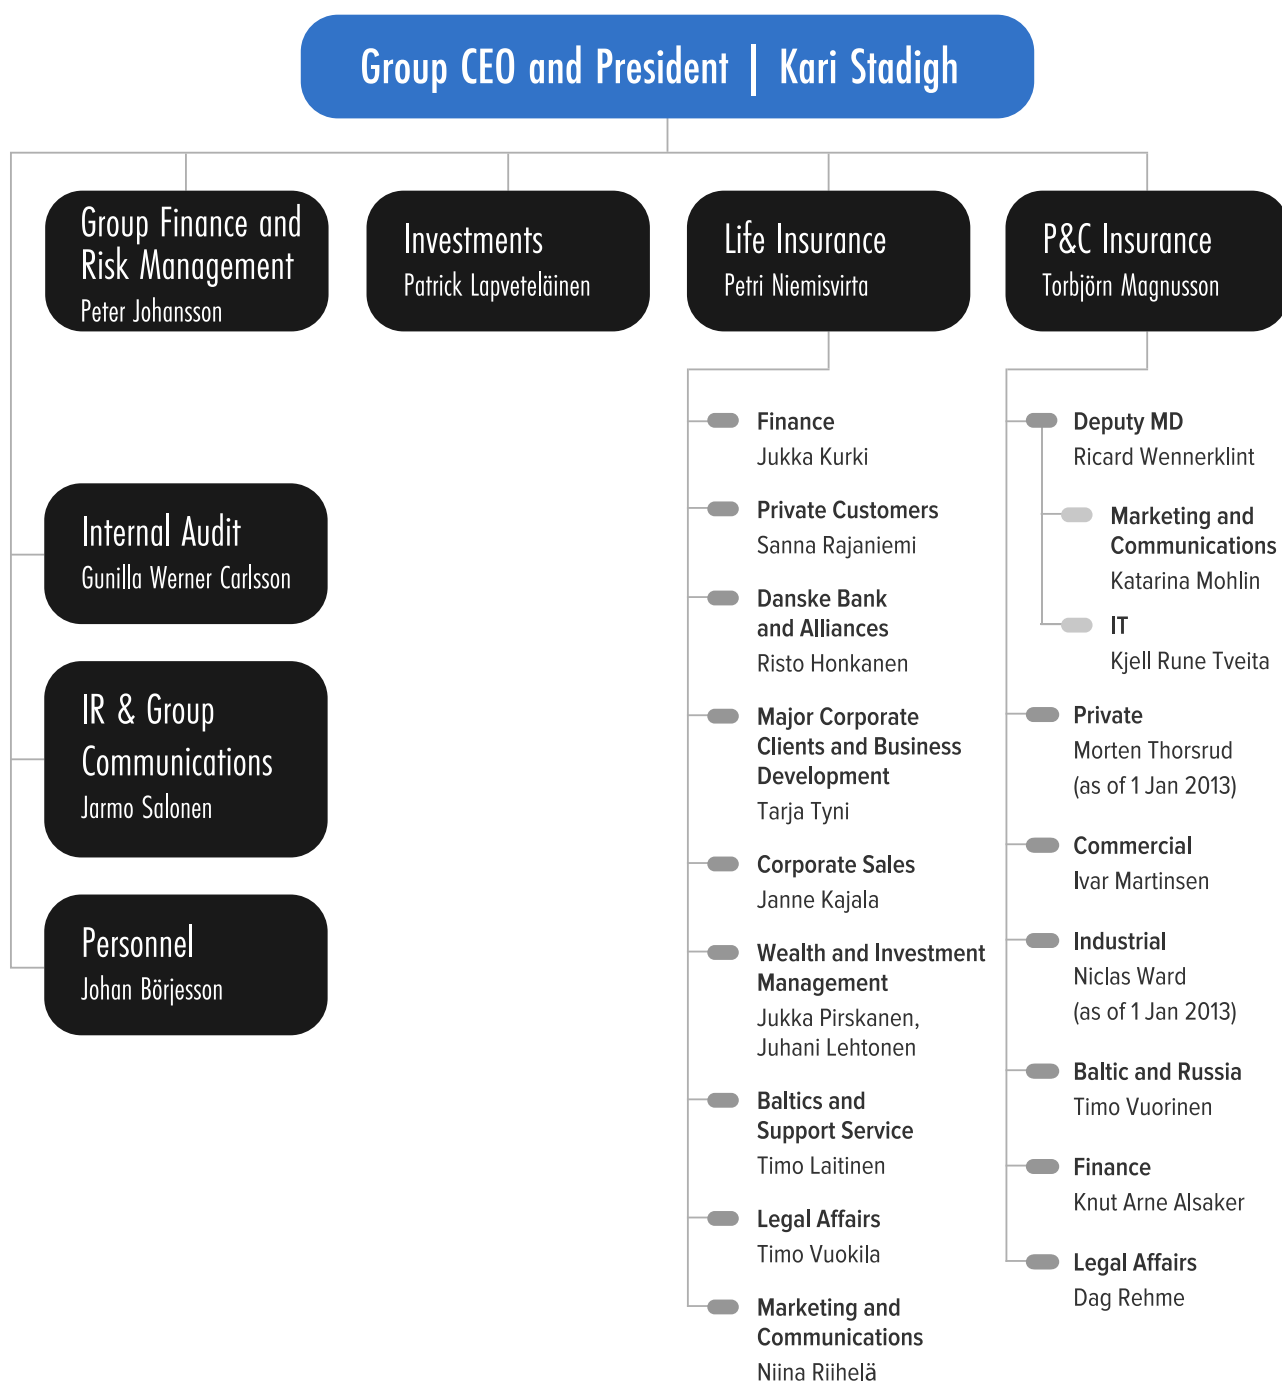 Group CEO and President | Kari Stadigh
Group Finance and
Risk Management
Peter Johansson
Investments
Patrick Lapveteläinen
Life Insurance
Petri Niemisvirta
P&C Insurance
Torbjörn Magnusson
Internal Audit
Gunilla Werner Carlsson
IR & Group
Communications
Jarmo Salonen
Personnel
Johan Börjesson
Finance
Jukka Kurki
Private Customers
Sanna Rajaniemi
Danske Bank
and Alliances
Risto Honkanen
Major Corporate
Clients and Business
Development
Tarja Tyni
Corporate Sales
Janne Kajala
Wealth and Investment
Management
Jukka Pirskanen,
Juhani Lehtonen
Baltics and
Support Service
Timo Laitinen
Legal Affairs
Timo Vuokila
Marketing and
Communications
Niina Riihelä
Deputy MD
Ricard Wennerklint
Marketing and
Communications
Katarina Mohlin
IT
Kjell Rune Tveita
Private
Morten Thorsrud
(as of 1 Jan 2013)
Commercial
Ivar Martinsen
Industrial
Niclas Ward
(as of 1 Jan 2013)
Baltic and Russia
Timo Vuorinen
Finance
Knut Arne Alsaker
Legal Affairs
Dag Rehme